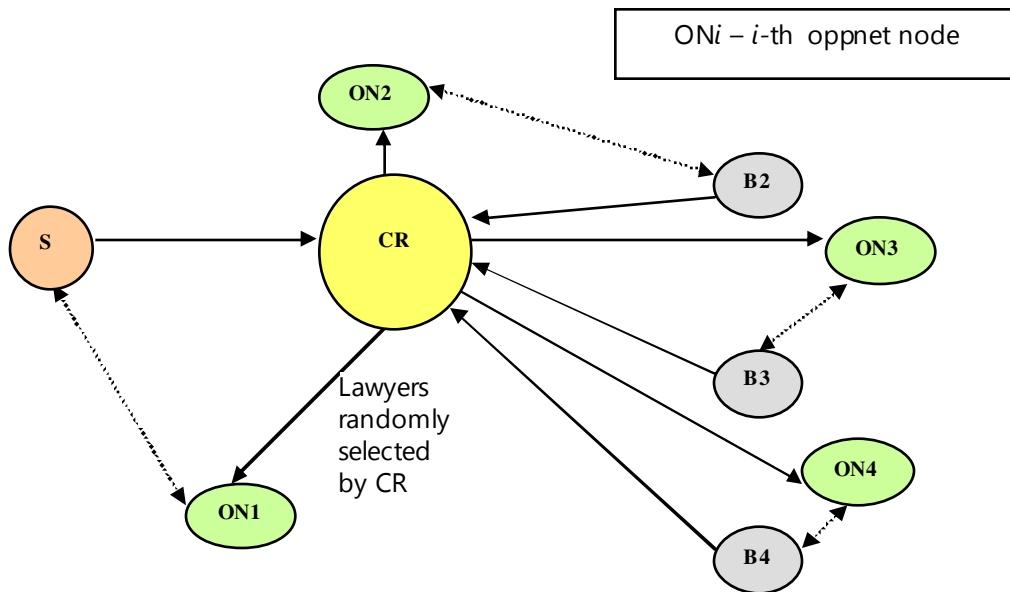 ONi – i-th oppnet node
ON2
B2
S
CR
ON3
B3
Lawyers
randomly
selected
by CR
ON4
ON1
B4